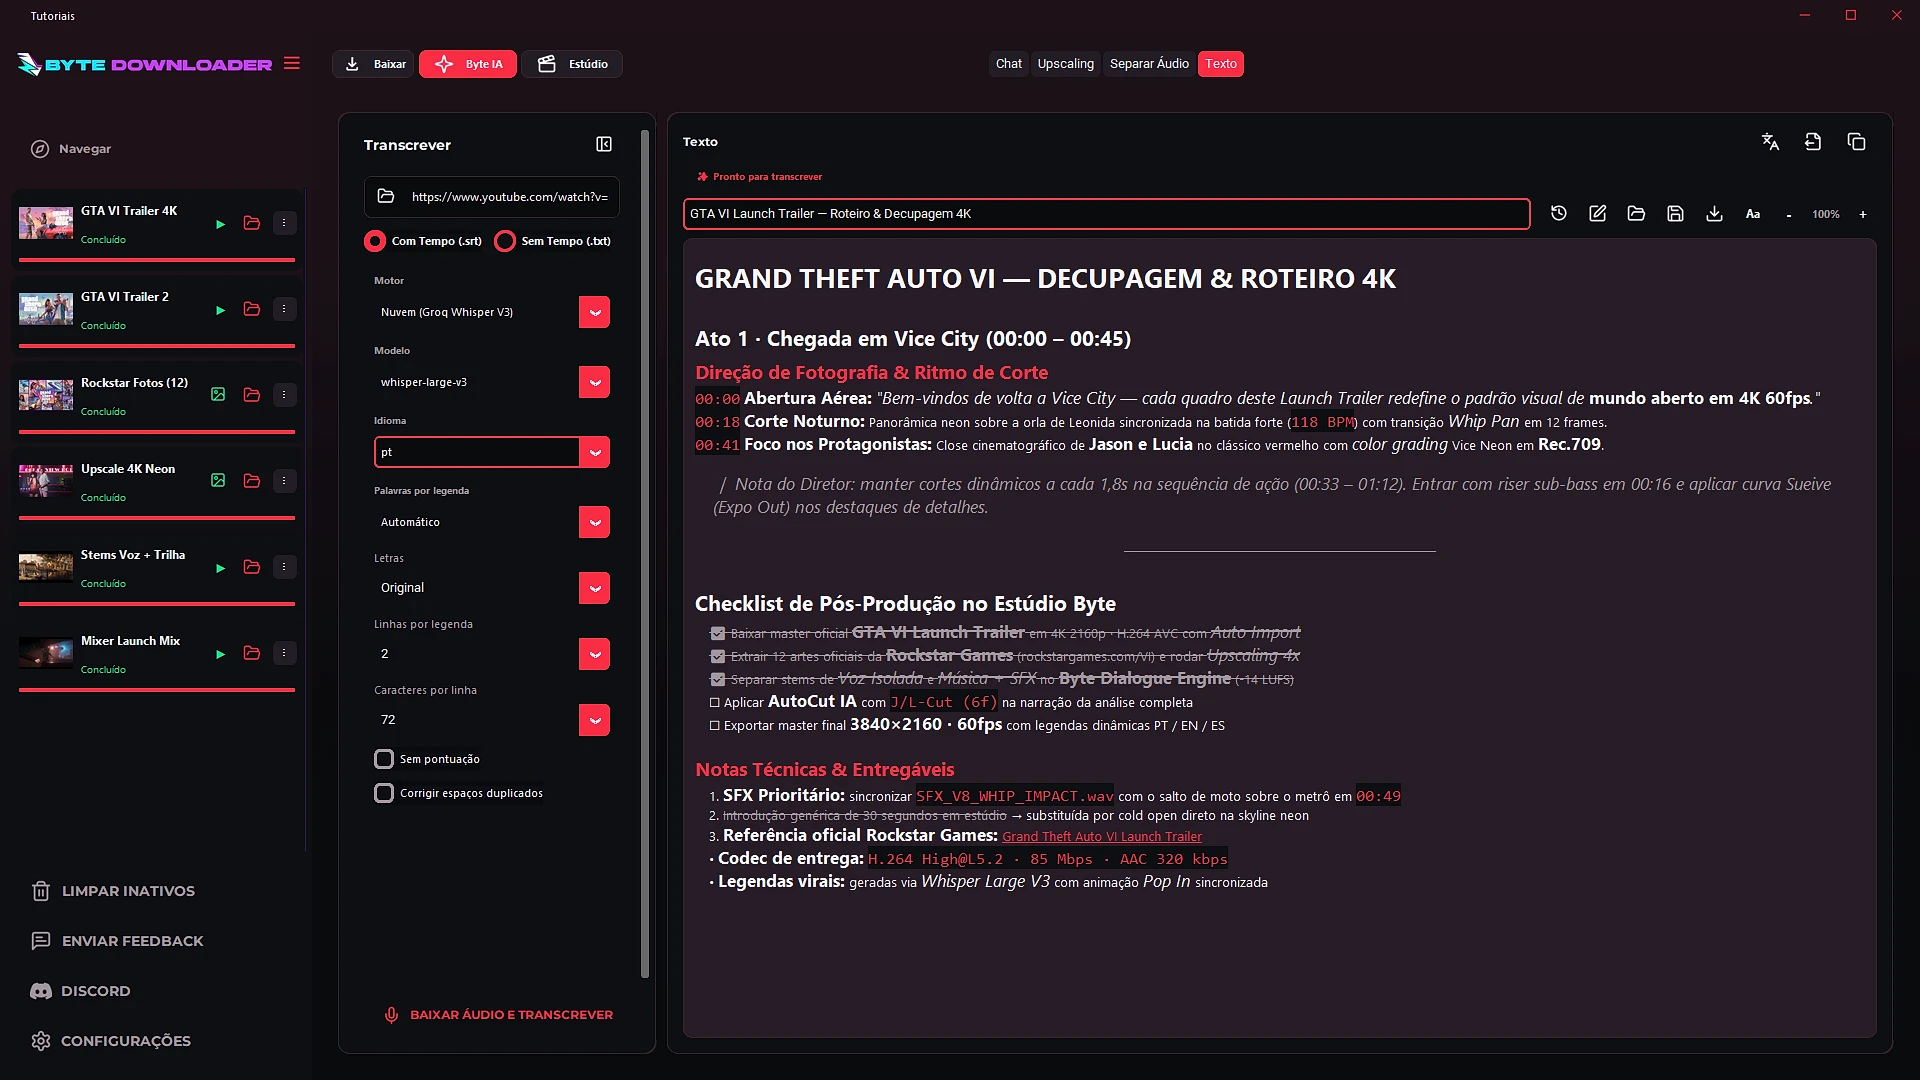 Tutoriais
BYTE DOWNLOADER
Baixar
Byte IA
Estúdio
Chat
Upscaling
Separar Áudio
Texto
Navegar
GTA VI Trailer 4K
Concluído
GTA VI Trailer 2
Concluído
Rockstar Fotos (12)
Concluído
Upscale 4K Neon
Concluído
Stems Voz + Trilha
Concluído
Mixer Launch Mix
Concluído
LIMPAR INATIVOS
ENVIAR FEEDBACK
DISCORD
CONFIGURAÇÕES
Transcrever
https://www.youtube.com/watch?v=
Com Tempo (.srt)
Sem Tempo (.txt)
Motor
Nuvem (Groq Whisper V3)
Modelo
whisper-large-v3
Idioma
pt
Palavras por legenda
Automático
Letras
Original
Linhas por legenda
2
Caracteres por linha
72
Sem pontuação
Corrigir espaços duplicados
BAIXAR ÁUDIO E TRANSCREVER
Texto
Pronto para transcrever
GTA VI Launch Trailer — Roteiro & Decupagem 4K
Aa - 100% +
GRAND THEFT AUTO VI — DECUPAGEM & ROTEIRO 4K
Ato 1 · Chegada em Vice City (00:00 – 00:45)
Direção de Fotografia & Ritmo de Corte
00:00 Abertura Aérea: "Bem-vindos de volta a Vice City — cada quadro deste Launch Trailer redefine o padrão visual de mundo aberto em 4K 60fps."
00:18 Corte Noturno: Panorâmica neon sobre a orla de Leonida sincronizada na batida forte (118 BPM) com transição Whip Pan em 12 frames.
00:41 Foco nos Protagonistas: Close cinematográfico de Jason e Lucia no clássico vermelho com color grading Vice Neon em Rec.709.
/ Nota do Diretor: manter cortes dinâmicos a cada 1,8s na sequência de ação (00:33 – 01:12). Entrar com riser sub-bass em 00:16 e aplicar curva Sueive
(Expo Out) nos destaques de detalhes.
Checklist de Pós-Produção no Estúdio Byte
☑ Baixar master oficial GTA VI Launch Trailer em 4K 2160p · H.264 AVC com Auto Import
☑ Extrair 12 artes oficiais da Rockstar Games (rockstargames.com/VI) e rodar Upscaling 4x
☑ Separar stems de Voz Isolada e Música + SFX no Byte Dialogue Engine (-14 LUFS)
☐ Aplicar AutoCut IA com J/L-Cut (6f) na narração da análise completa
☐ Exportar master final 3840×2160 · 60fps com legendas dinâmicas PT / EN / ES
Notas Técnicas & Entregáveis
1. SFX Prioritário: sincronizar SFX_V8_WHIP_IMPACT.wav com o salto de moto sobre o metrô em 00:49
2. Introdução genérica de 30 segundos em estúdio → substituída por cold open direto na skyline neon
3. Referência oficial Rockstar Games: Grand Theft Auto VI Launch Trailer
• Codec de entrega: H.264 High@L5.2 · 85 Mbps · AAC 320 kbps
• Legendas virais: geradas via Whisper Large V3 com animação Pop In sincronizada